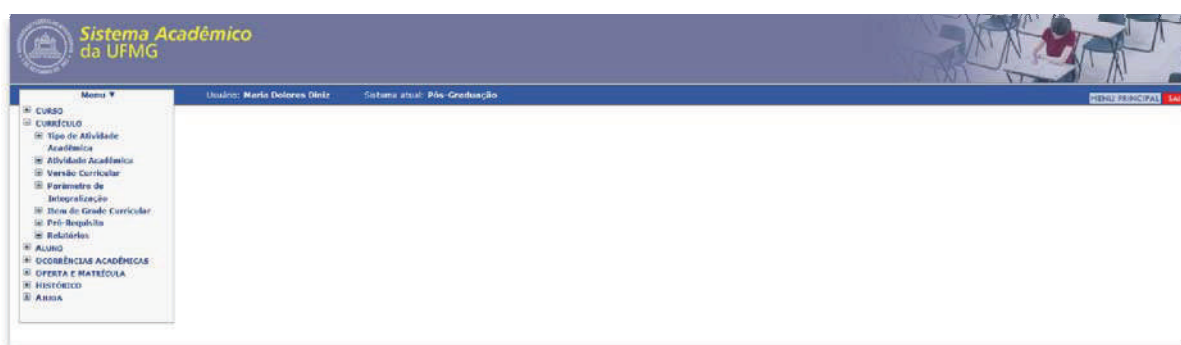 Sistema Acadêmico
da UFMG
Menu ▼
Usuário: Maria Dolores Diniz
Sistema atual: Pós-Graduação
MENU PRINCIPAL
CURSO
CURRÍCULO
Tipo de Atividade
Acadêmica
Atividade Acadêmica
Versão Curricular
Parâmetro de
Integralização
Item de Grade Curricular
Pré-Requisito
Relatórios
ALUNO
OCORRÊNCIAS ACADÊMICAS
OFERTA E MATRÍCULA
HISTÓRICO
AJUDA